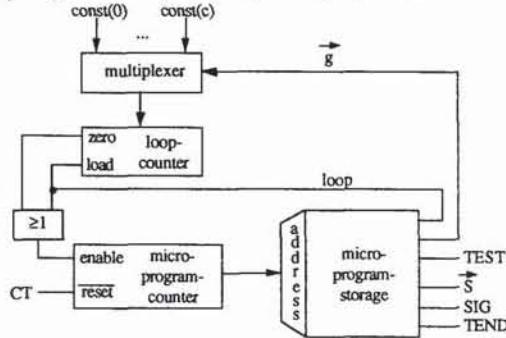 const(0) const(c)
...
multiplexer
g
zero loop-
counter
load
loop
≥1
enable micro-
program-
counter
reset
CT
address
micro-
program-
storage
TEST
S
SIG
TEND